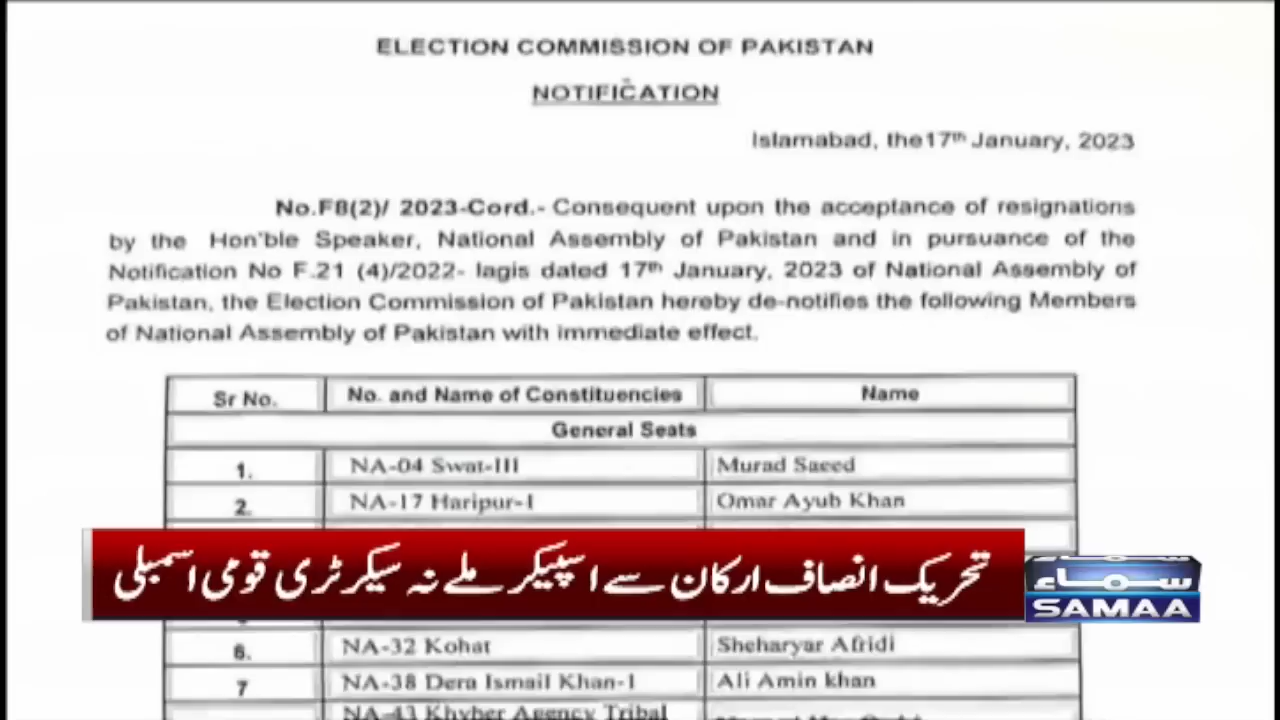 ELECTION COMMISSION OF PAKISTAN
NOTIFICATION
Islamabad, the17th January, 2023
No.F8(2)/ 2023-Cord.- Consequent upon the acceptance of resignations
by the Hon'ble Speaker, National Assembly of Pakistan and in pursuance of the
Notification No F.21 (4)/2022- lagis dated 17th January, 2023 of National Assembly of
Pakistan, the Election Commission of Pakistan hereby de-notifies the following Members
of National Assembly of Pakistan with immediate effect.
Sr No. No. and Name of Constituencies Name
General Seats
1. NA-04 Swat-III Murad Saeed
2. NA-17 Haripur-I Omar Ayub Khan
تحریک انصاف ارکان سے اسپیکر ملے نہ سیکرٹری قومی اسمبلی
سماء
SAMAA
6. NA-32 Kohat Sheharyar Afridi
7 NA-38 Dera Ismail Khan-I Ali Amin khan
NA-43 Khyber Agency Tribal